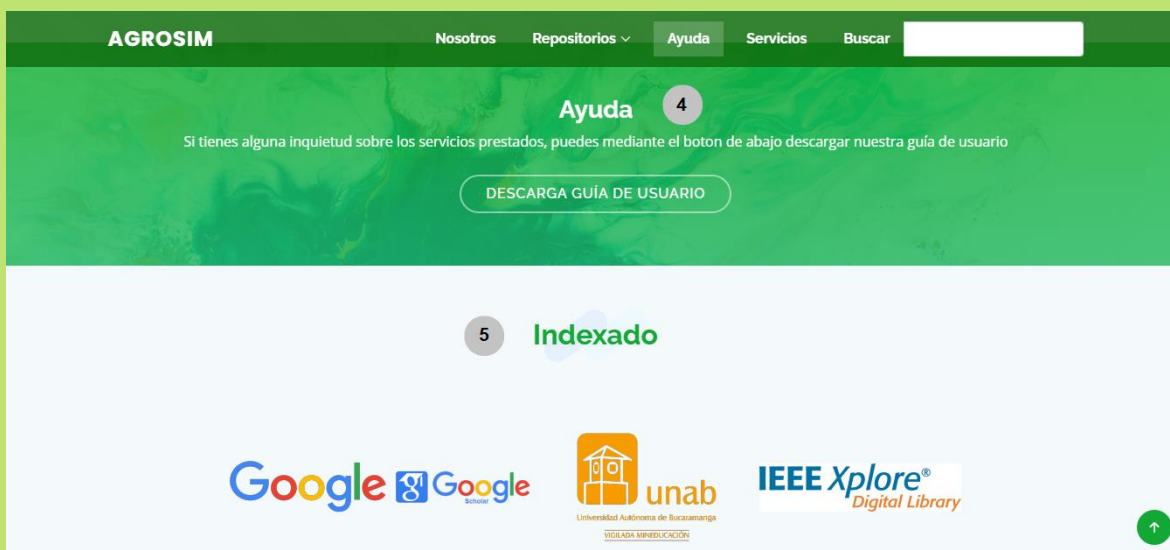 AGROSIM Nosotros Repositorios Ayuda Servicios Buscar
Ayuda 4
Si tienes alguna inquietud sobre los servicios prestados, puedes mediante el boton de abajo descargar nuestra guía de usuario
DESCARGA GUÍA DE USUARIO
5 Indexado
Google 8 Google
Scholar
unab
Universidad Autónoma de Bucaramanga
VIGILADA MINEDUCACIÓN
IEEE Xplore®
Digital Library